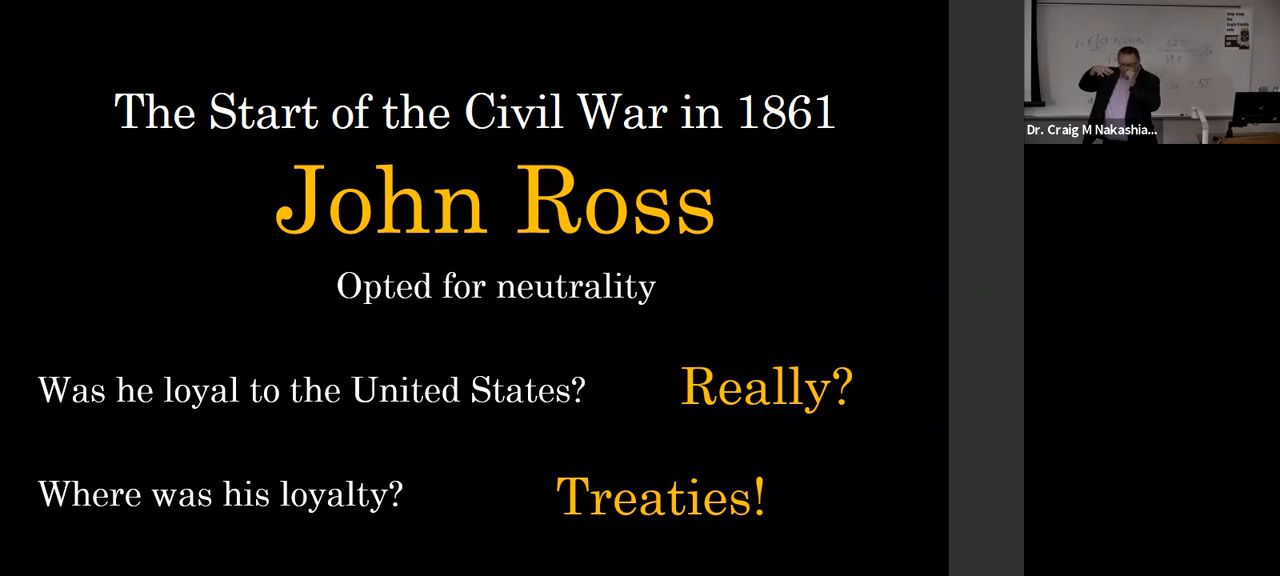 The Start of the Civil War in 1861
John Ross
Opted for neutrality
Was he loyal to the United States? Really?
Where was his loyalty? Treaties!
Dr. Craig M Nakashia...